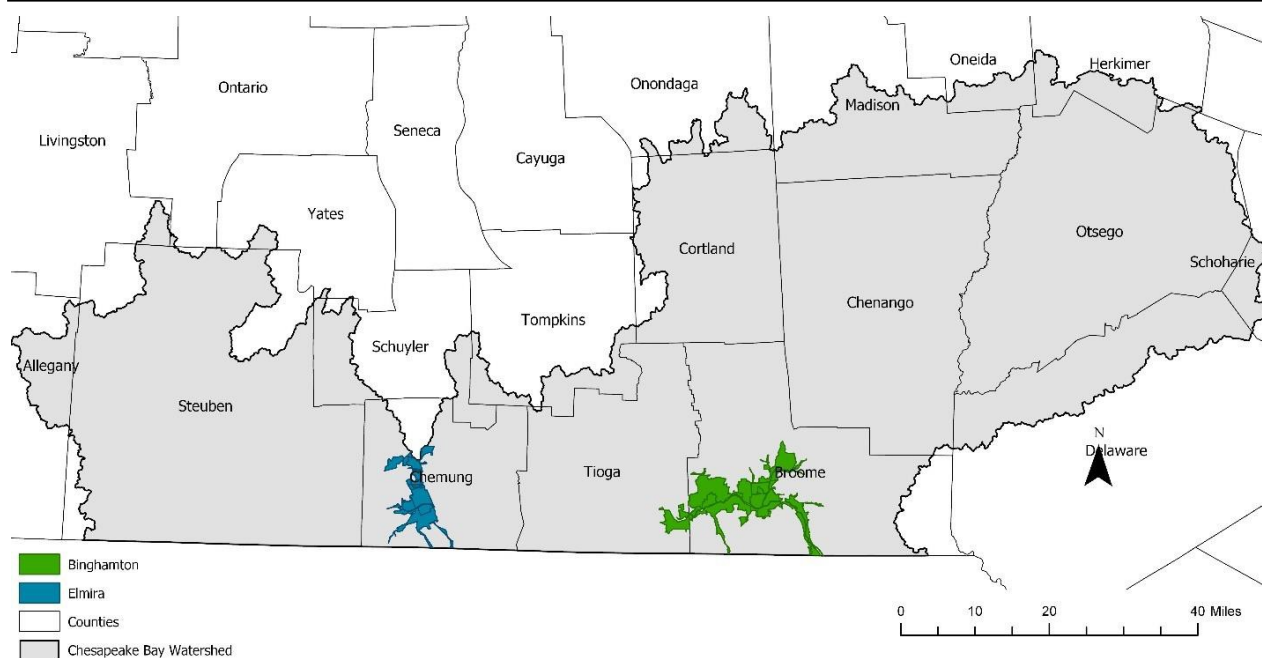 Oneida
Herkimer
Ontario
Onondaga
Madison
Livingston
Seneca
Cayuga
Yates
Otsego
Cortland
Schoharie
Chenango
Tompkins
Schuyler
Allegany
Steuben
N
Delaware
Chemung
Tioga
Broome
Binghamton
Elmira
Counties
Chesapeake Bay Watershed
0 10 20 40 Miles